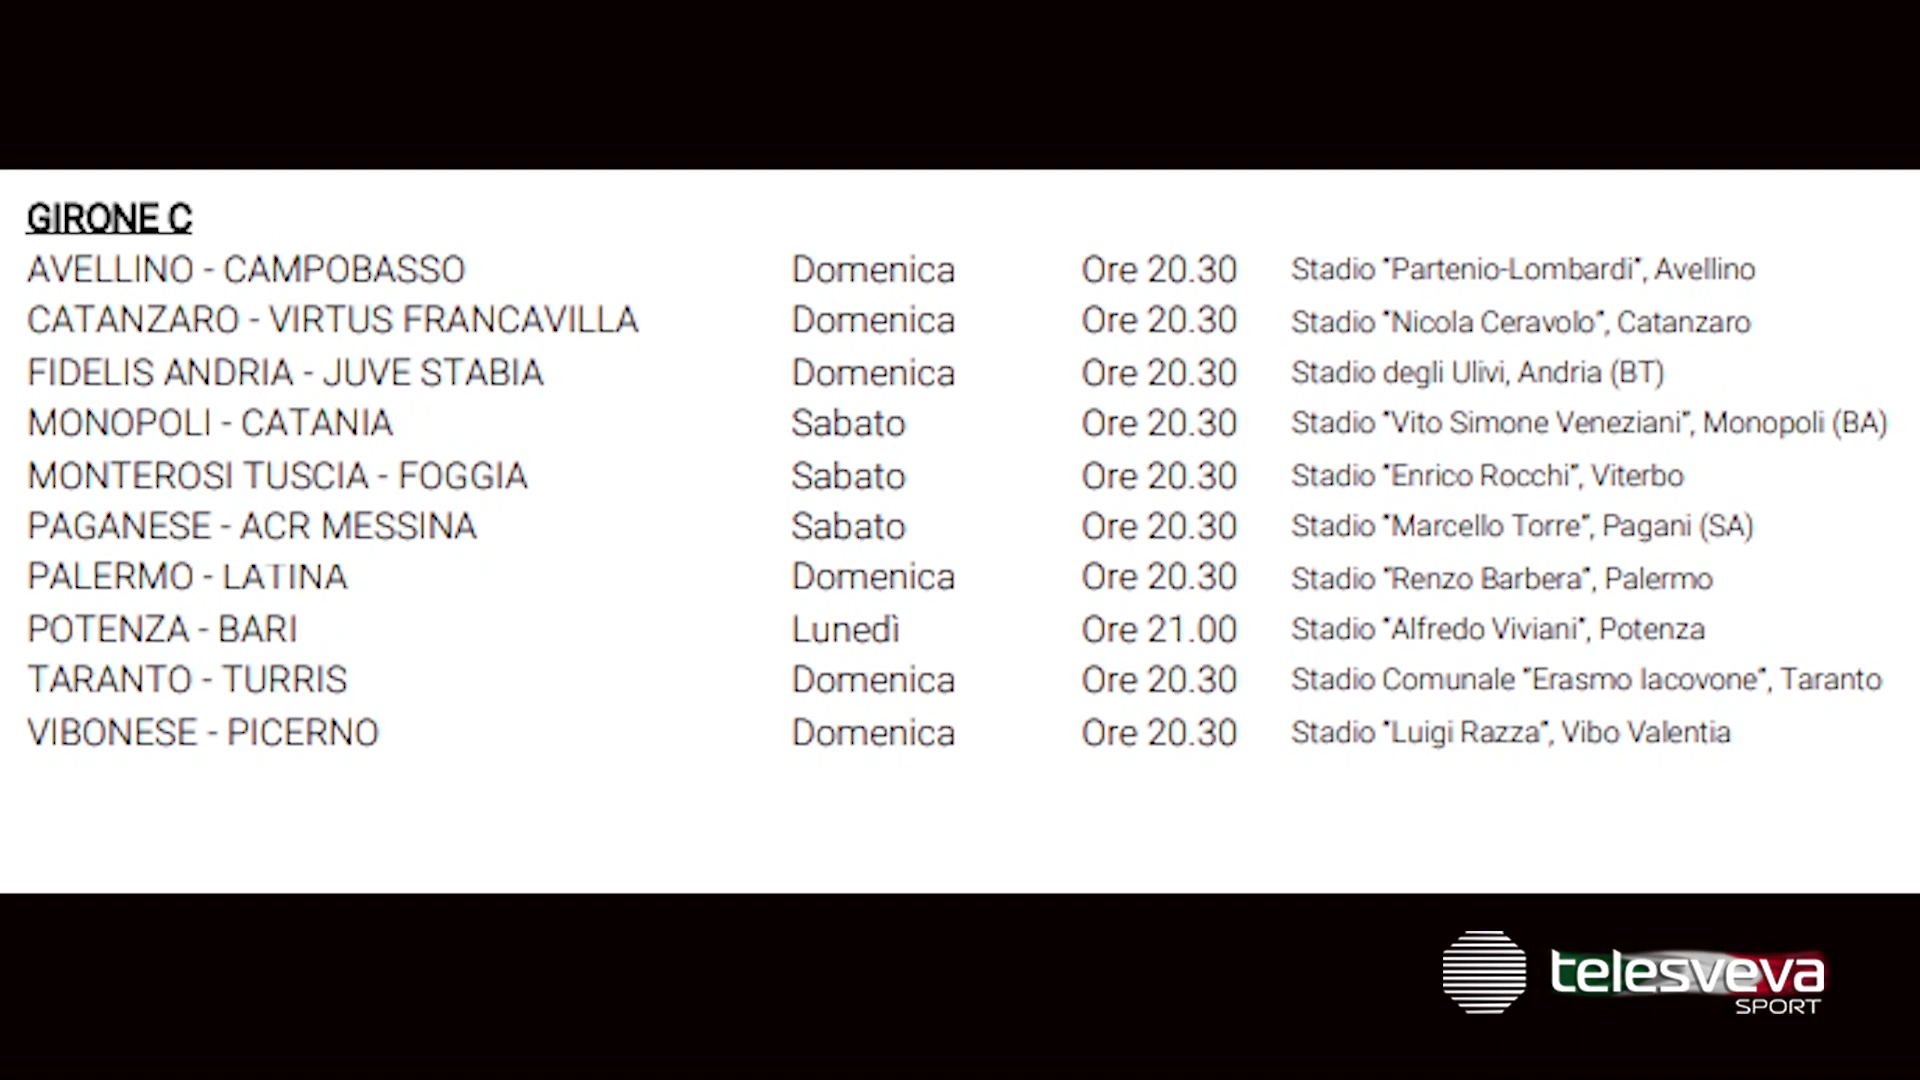 GIRONE C
AVELLINO - CAMPOBASSO Domenica Ore 20.30 Stadio "Partenio-Lombardi", Avellino
CATANZARO - VIRTUS FRANCAVILLA Domenica Ore 20.30 Stadio "Nicola Ceravolo", Catanzaro
FIDELIS ANDRIA - JUVE STABIA Domenica Ore 20.30 Stadio degli Ulivi, Andria (BT)
MONOPOLI - CATANIA Sabato Ore 20.30 Stadio "Vito Simone Veneziani", Monopoli (BA)
MONTEROSI TUSCIA - FOGGIA Sabato Ore 20.30 Stadio "Enrico Rocchi", Viterbo
PAGANESE - ACR MESSINA Sabato Ore 20.30 Stadio "Marcello Torre", Pagani (SA)
PALERMO - LATINA Domenica Ore 20.30 Stadio "Renzo Barbera", Palermo
POTENZA - BARI Lunedì Ore 21.00 Stadio "Alfredo Viviani", Potenza
TARANTO - TURRIS Domenica Ore 20.30 Stadio Comunale "Erasmo Iacovone", Taranto
VIBONESE - PICERNO Domenica Ore 20.30 Stadio "Luigi Razza", Vibo Valentia
telesveva
SPORT